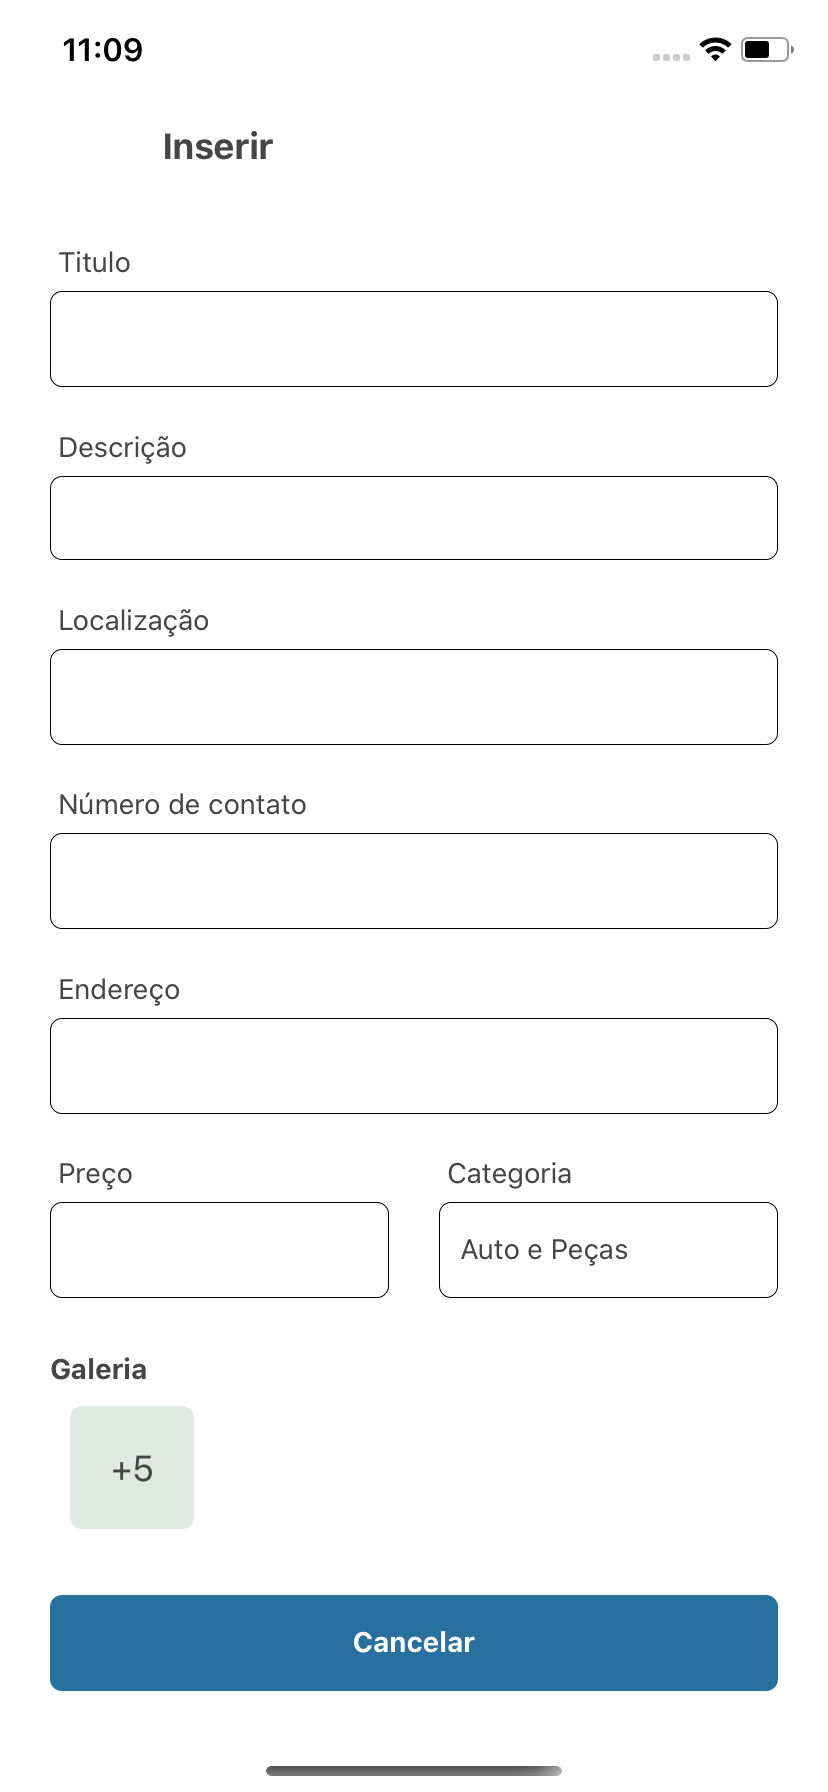 11:09
Inserir
Titulo
Descrição
Localização
Número de contato
Endereço
Preço
Categoria
Auto e Peças
Galeria
+5
Cancelar